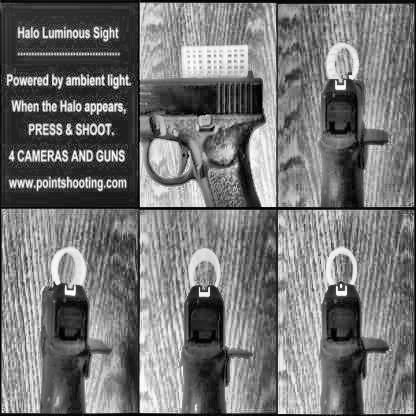 Halo Luminous Sight
Powered by ambient light.
When the Halo appears,
PRESS & SHOOT.
4 CAMERAS AND GUNS
www.pointshooting.com